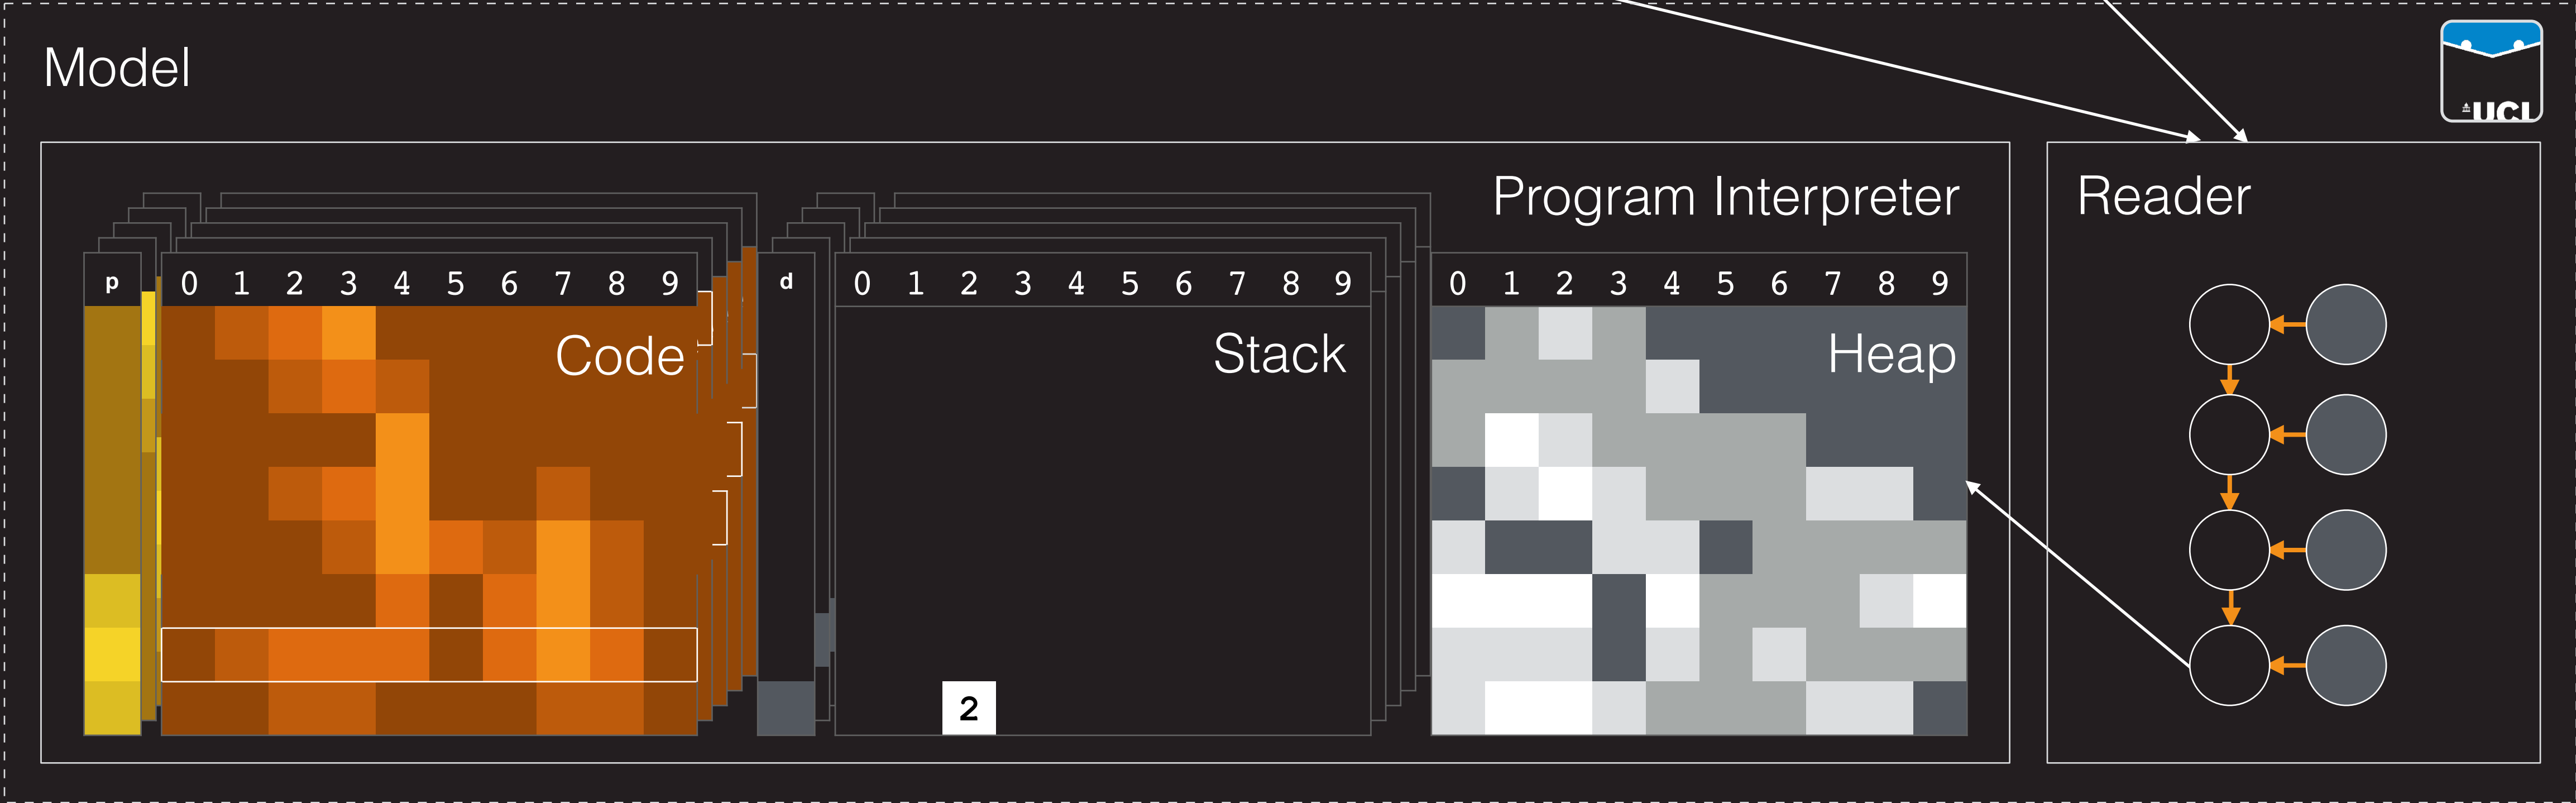 Model
UCL
Program Interpreter
Reader
p 0 1 2 3 4 5 6 7 8 9 d 0 1 2 3 4 5 6 7 8 9 0 1 2 3 4 5 6 7 8 9
Code Stack Heap
2